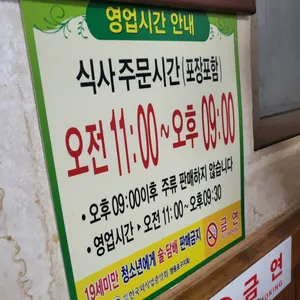 영업시간 안내
식사 주문시간(포장포함)
오전 11:00~오후 09:00
• 오후 09:00이후 주류 판매하지 않습니다
• 영업시간 ▶ 오전 11:00 ~ 오후 09:30
19세미만 청소년에게 술·담배 판매금지
금연
금연